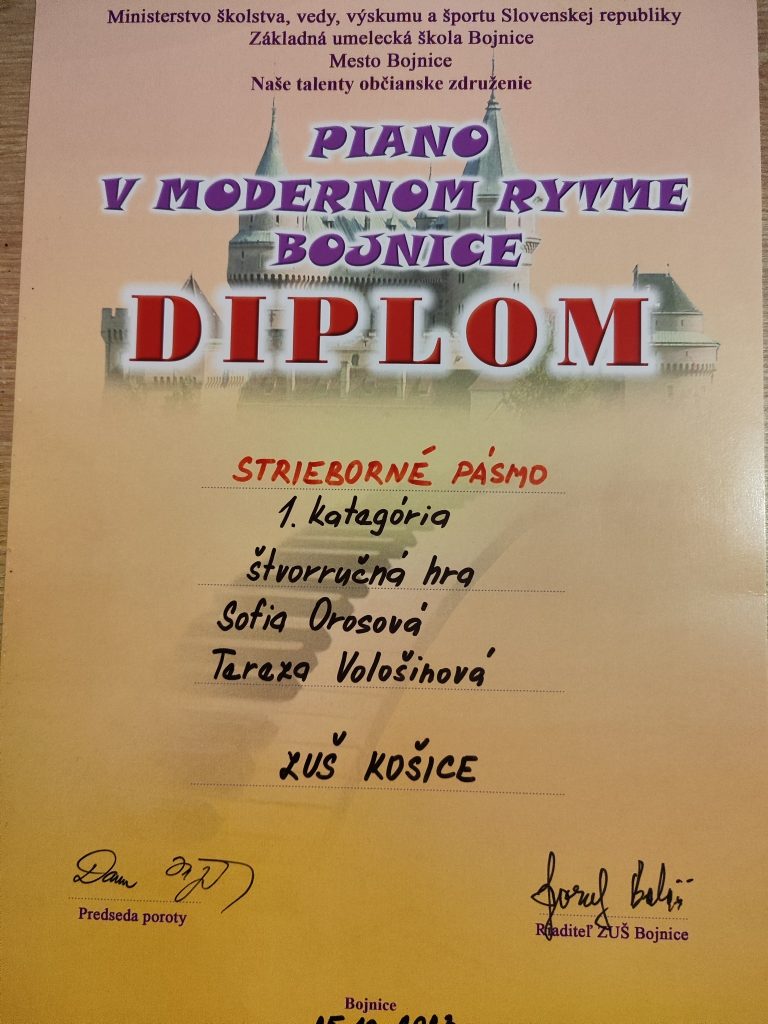 Ministerstvo školstva, vedy, výskumu a športu Slovenskej republiky
Základná umelecká škola Bojnice
Mesto Bojnice
Naše talenty občianske združenie
PIANO
V MODERNOM RYTME
BOJNICE
DIPLOM
STRIEBORNÉ PÁSMO
1. kategória
štvorručná hra
Sofia Orosová
Tereza Vološinová
ZUŠ KOŠICE
Predseda poroty
Riaditeľ ZUŠ Bojnice
Bojnice